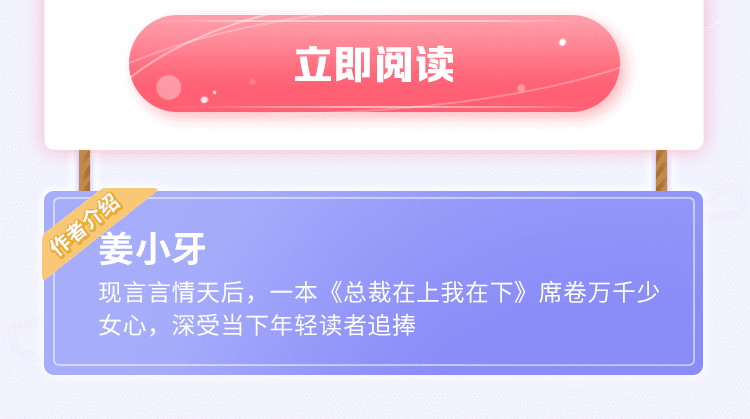 立即阅读
作者介绍
姜小牙
现言言情天后，一本《总裁在上我在下》席卷万千少
女心，深受当下年轻读者追捧